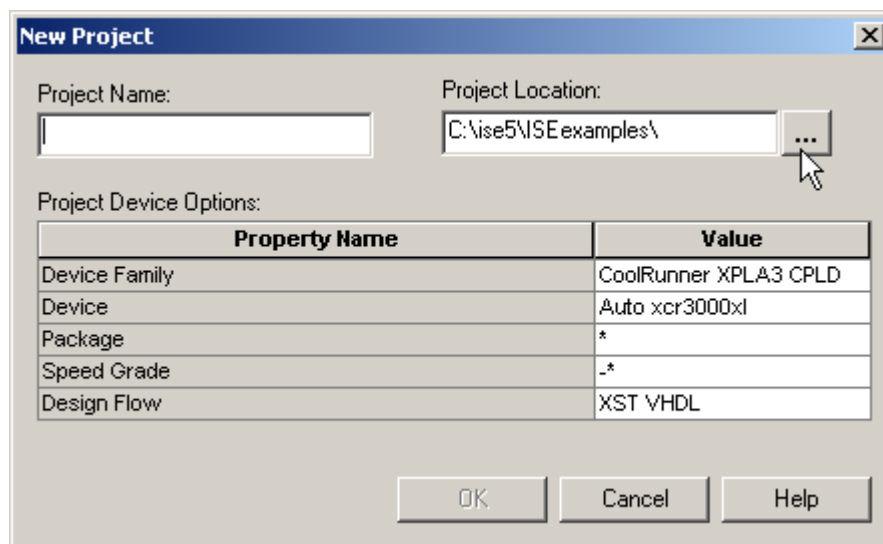 New Project
Project Name:
Project Location:
C:\ise5\ISEexamples\
...
Project Device Options:
Property Name Value
Device Family CoolRunner XPLA3 CPLD
Device Auto xcr3000xl
Package *
Speed Grade -*
Design Flow XST VHDL
OK Cancel Help